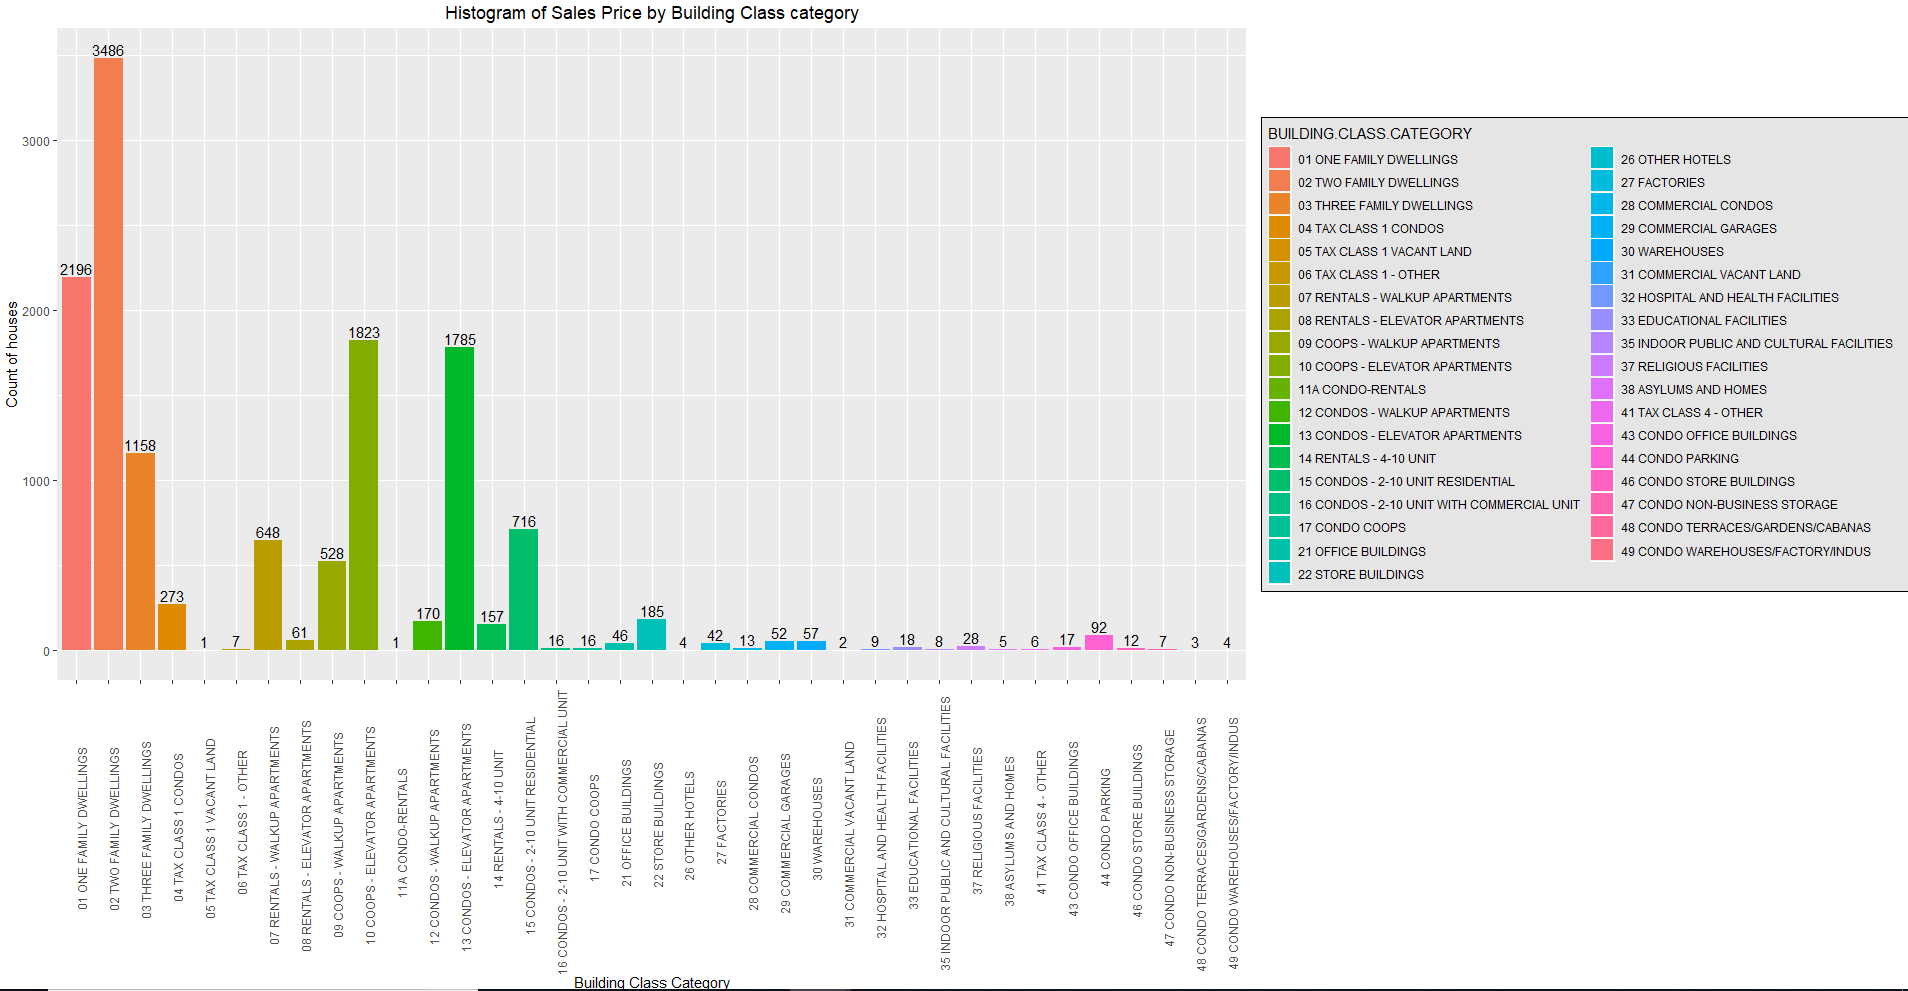 Histogram of Sales Price by Building Class category
Count of houses
3000
2000
1000
0
2196
3486
1158
273
1
7
648
61
528
1823
1
170
1785
157
716
16
16
46
185
4
42
13
52
57
2
9
18
8
28
5
6
17
92
12
7
3
4
01 ONE FAMILY DWELLINGS
02 TWO FAMILY DWELLINGS
03 THREE FAMILY DWELLINGS
04 TAX CLASS 1 CONDOS
05 TAX CLASS 1 VACANT LAND
06 TAX CLASS 1 - OTHER
07 RENTALS - WALKUP APARTMENTS
08 RENTALS - ELEVATOR APARTMENTS
09 COOPS - WALKUP APARTMENTS
10 COOPS - ELEVATOR APARTMENTS
11A CONDO-RENTALS
12 CONDOS - WALKUP APARTMENTS
13 CONDOS - ELEVATOR APARTMENTS
14 RENTALS - 4-10 UNIT
15 CONDOS - 2-10 UNIT RESIDENTIAL
16 CONDOS - 2-10 UNIT WITH COMMERCIAL UNIT
17 CONDO COOPS
21 OFFICE BUILDINGS
22 STORE BUILDINGS
26 OTHER HOTELS
27 FACTORIES
28 COMMERCIAL CONDOS
29 COMMERCIAL GARAGES
30 WAREHOUSES
31 COMMERCIAL VACANT LAND
32 HOSPITAL AND HEALTH FACILITIES
33 EDUCATIONAL FACILITIES
35 INDOOR PUBLIC AND CULTURAL FACILITIES
37 RELIGIOUS FACILITIES
38 ASYLUMS AND HOMES
41 TAX CLASS 4 - OTHER
43 CONDO OFFICE BUILDINGS
44 CONDO PARKING
46 CONDO STORE BUILDINGS
47 CONDO NON-BUSINESS STORAGE
48 CONDO TERRACES/GARDENS/CABANAS
49 CONDO WAREHOUSES/FACTORY/INDUS
Building Class Category
BUILDING.CLASS.CATEGORY
01 ONE FAMILY DWELLINGS
02 TWO FAMILY DWELLINGS
03 THREE FAMILY DWELLINGS
04 TAX CLASS 1 CONDOS
05 TAX CLASS 1 VACANT LAND
06 TAX CLASS 1 - OTHER
07 RENTALS - WALKUP APARTMENTS
08 RENTALS - ELEVATOR APARTMENTS
09 COOPS - WALKUP APARTMENTS
10 COOPS - ELEVATOR APARTMENTS
11A CONDO-RENTALS
12 CONDOS - WALKUP APARTMENTS
13 CONDOS - ELEVATOR APARTMENTS
14 RENTALS - 4-10 UNIT
15 CONDOS - 2-10 UNIT RESIDENTIAL
16 CONDOS - 2-10 UNIT WITH COMMERCIAL UNIT
17 CONDO COOPS
21 OFFICE BUILDINGS
22 STORE BUILDINGS
26 OTHER HOTELS
27 FACTORIES
28 COMMERCIAL CONDOS
29 COMMERCIAL GARAGES
30 WAREHOUSES
31 COMMERCIAL VACANT LAND
32 HOSPITAL AND HEALTH FACILITIES
33 EDUCATIONAL FACILITIES
35 INDOOR PUBLIC AND CULTURAL FACILITIES
37 RELIGIOUS FACILITIES
38 ASYLUMS AND HOMES
41 TAX CLASS 4 - OTHER
43 CONDO OFFICE BUILDINGS
44 CONDO PARKING
46 CONDO STORE BUILDINGS
47 CONDO NON-BUSINESS STORAGE
48 CONDO TERRACES/GARDENS/CABANAS
49 CONDO WAREHOUSES/FACTORY/INDUS